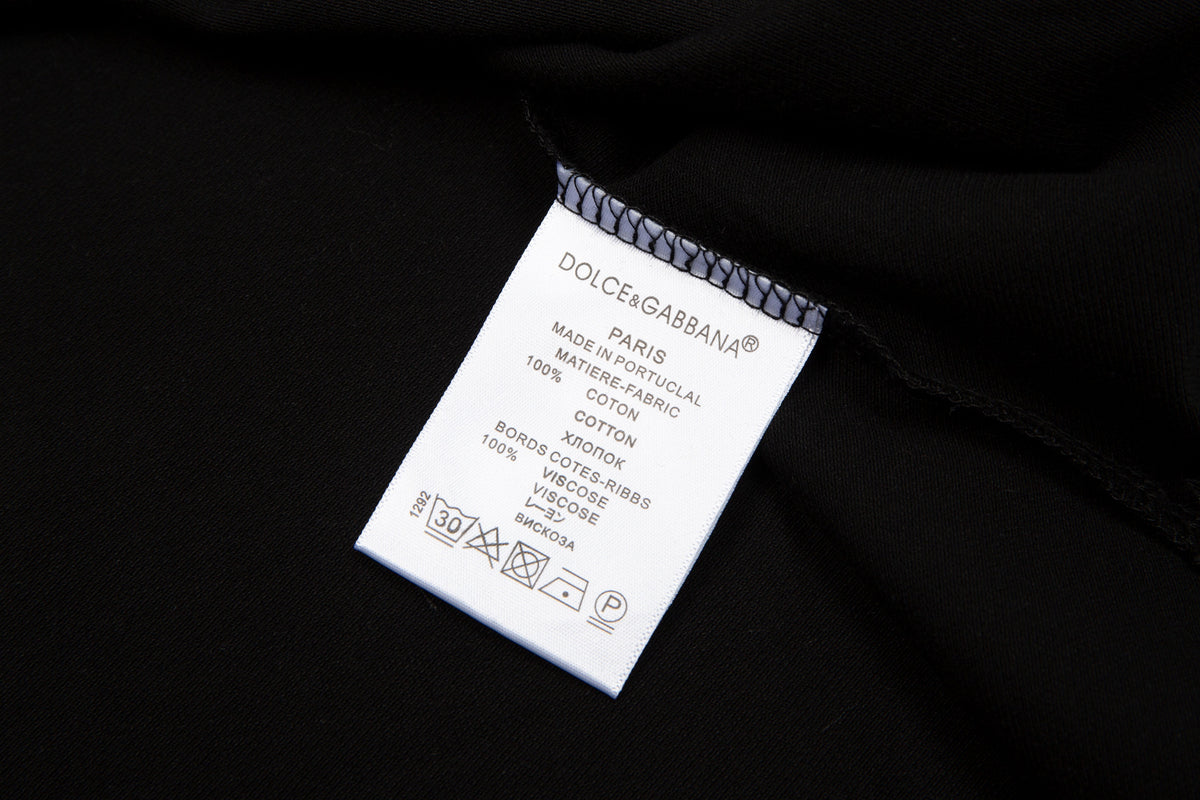 DOLCE&GABBANA®
PARIS
MADE IN PORTUCLAL
MATIERE-FABRIC
100%
COTON
COTTON
ХЛОПОК
BORDS COTES-RIBBS
100%
VISCOSE
VISCOSE
レーヨン
ВИСКОЗА
1292
30
P